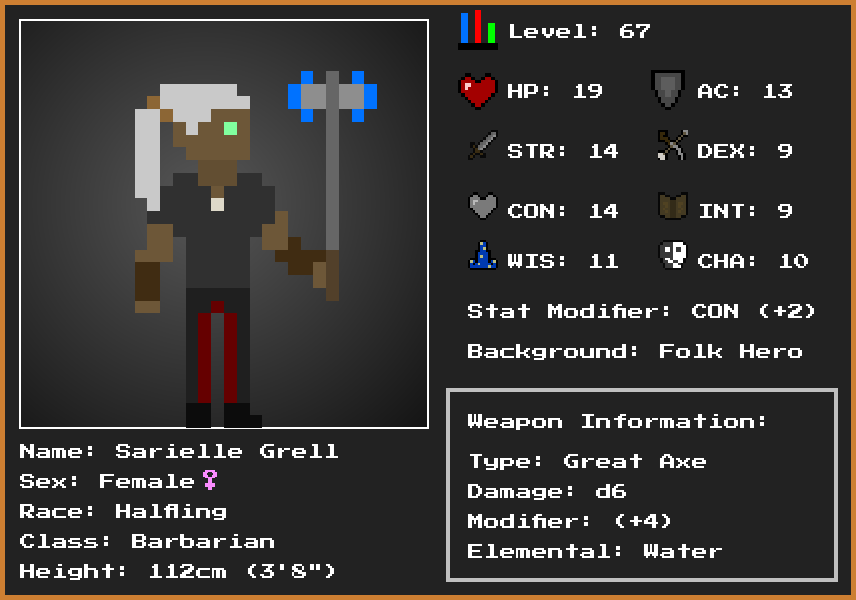 Level: 67
HP: 19 AC: 13
STR: 14 DEX: 9
CON: 14 INT: 9
WIS: 11 CHA: 10
Stat Modifier: CON (+2)
Background: Folk Hero
Weapon Information:
Type: Great Axe
Damage: d6
Modifier: (+4)
Elemental: Water
Name: Sarielle Grell
Sex: Female♀
Race: Halfling
Class: Barbarian
Height: 112cm (3'8")